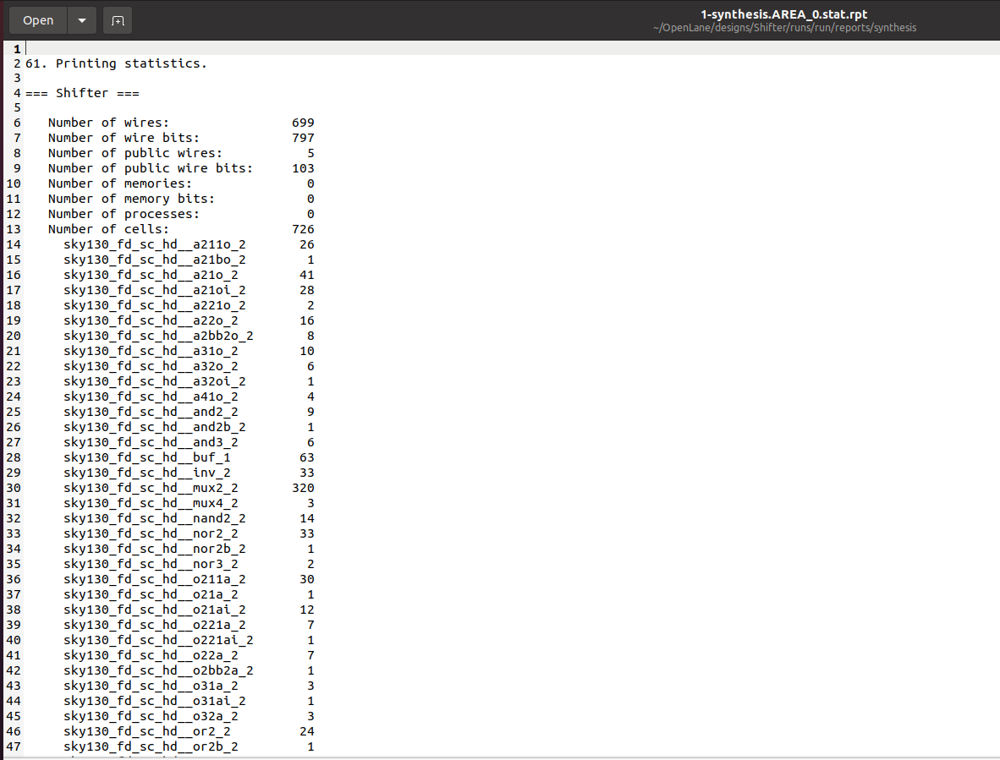 Open
1-synthesis.AREA_0.stat.rpt
~/OpenLane/designs/Shifter/runs/run/reports/synthesis
1
2 61. Printing statistics.
3
4 === Shifter ===
5
6 Number of wires: 699
7 Number of wire bits: 797
8 Number of public wires: 5
9 Number of public wire bits: 103
10 Number of memories: 0
11 Number of memory bits: 0
12 Number of processes: 0
13 Number of cells: 726
14 sky130_fd_sc_hd__a211o_2 26
15 sky130_fd_sc_hd__a21bo_2 1
16 sky130_fd_sc_hd__a21o_2 41
17 sky130_fd_sc_hd__a21oi_2 28
18 sky130_fd_sc_hd__a221o_2 2
19 sky130_fd_sc_hd__a22o_2 16
20 sky130_fd_sc_hd__a2bb2o_2 8
21 sky130_fd_sc_hd__a31o_2 10
22 sky130_fd_sc_hd__a32o_2 6
23 sky130_fd_sc_hd__a32oi_2 1
24 sky130_fd_sc_hd__a41o_2 4
25 sky130_fd_sc_hd__and2_2 9
26 sky130_fd_sc_hd__and2b_2 1
27 sky130_fd_sc_hd__and3_2 6
28 sky130_fd_sc_hd__buf_1 63
29 sky130_fd_sc_hd__inv_2 33
30 sky130_fd_sc_hd__mux2_2 320
31 sky130_fd_sc_hd__mux4_2 3
32 sky130_fd_sc_hd__nand2_2 14
33 sky130_fd_sc_hd__nor2_2 33
34 sky130_fd_sc_hd__nor2b_2 1
35 sky130_fd_sc_hd__nor3_2 2
36 sky130_fd_sc_hd__o211a_2 30
37 sky130_fd_sc_hd__o21a_2 1
38 sky130_fd_sc_hd__o21ai_2 12
39 sky130_fd_sc_hd__o221a_2 7
40 sky130_fd_sc_hd__o221ai_2 1
41 sky130_fd_sc_hd__o22a_2 7
42 sky130_fd_sc_hd__o2bb2a_2 1
43 sky130_fd_sc_hd__o31a_2 3
44 sky130_fd_sc_hd__o31ai_2 1
45 sky130_fd_sc_hd__o32a_2 3
46 sky130_fd_sc_hd__or2_2 24
47 sky130_fd_sc_hd__or2b_2 1